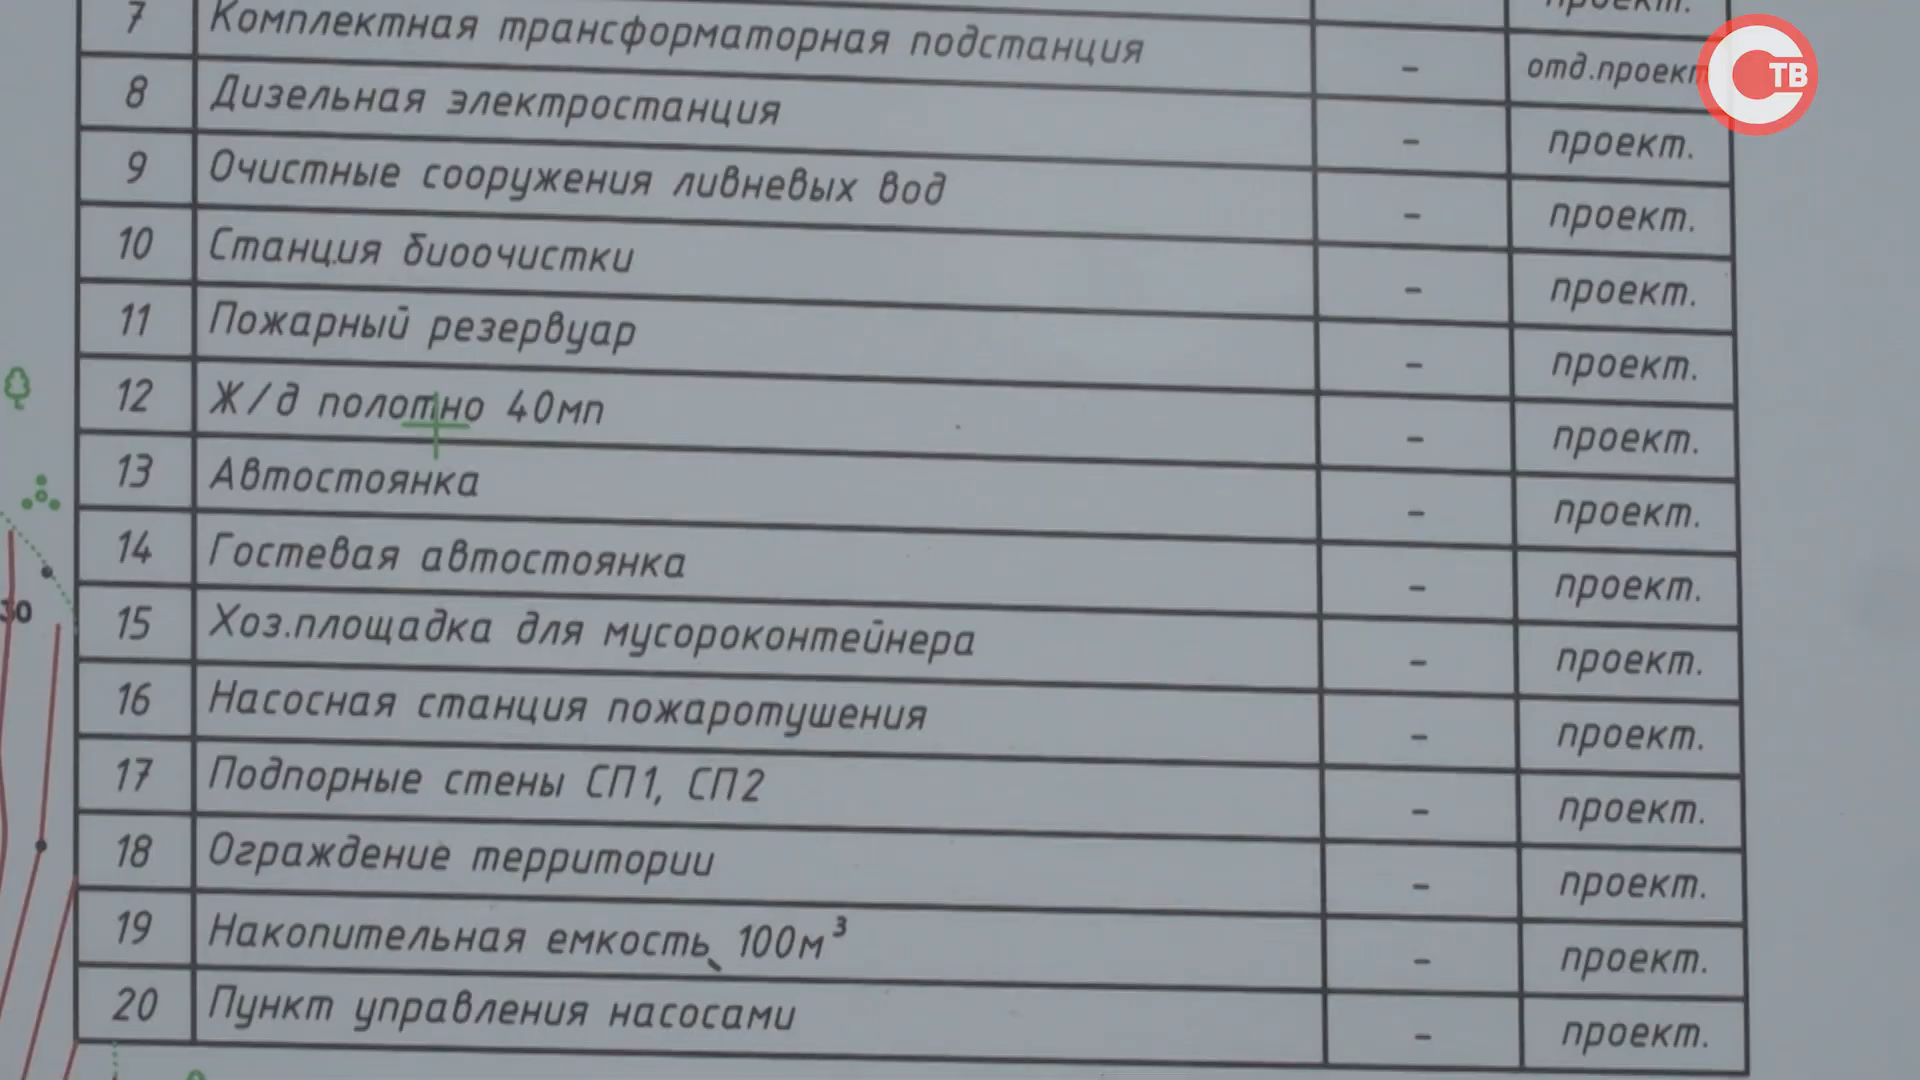 проект.
7 Комплектная трансформаторная подстанция - отд.проект
8 Дизельная электростанция - проект.
9 Очистные сооружения ливневых вод - проект.
10 Станция биоочистки - проект.
11 Пожарный резервуар - проект.
12 Ж/д полотно 40мп - проект.
13 Автостоянка - проект.
14 Гостевая автостоянка - проект.
15 Хоз.площадка для мусороконтейнера - проект.
16 Насосная станция пожаротушения - проект.
17 Подпорные стены СП1, СП2 - проект.
18 Ограждение территории - проект.
19 Накопительная емкость, 100м³ - проект.
20 Пункт управления насосами - проект.
30
С ТВ